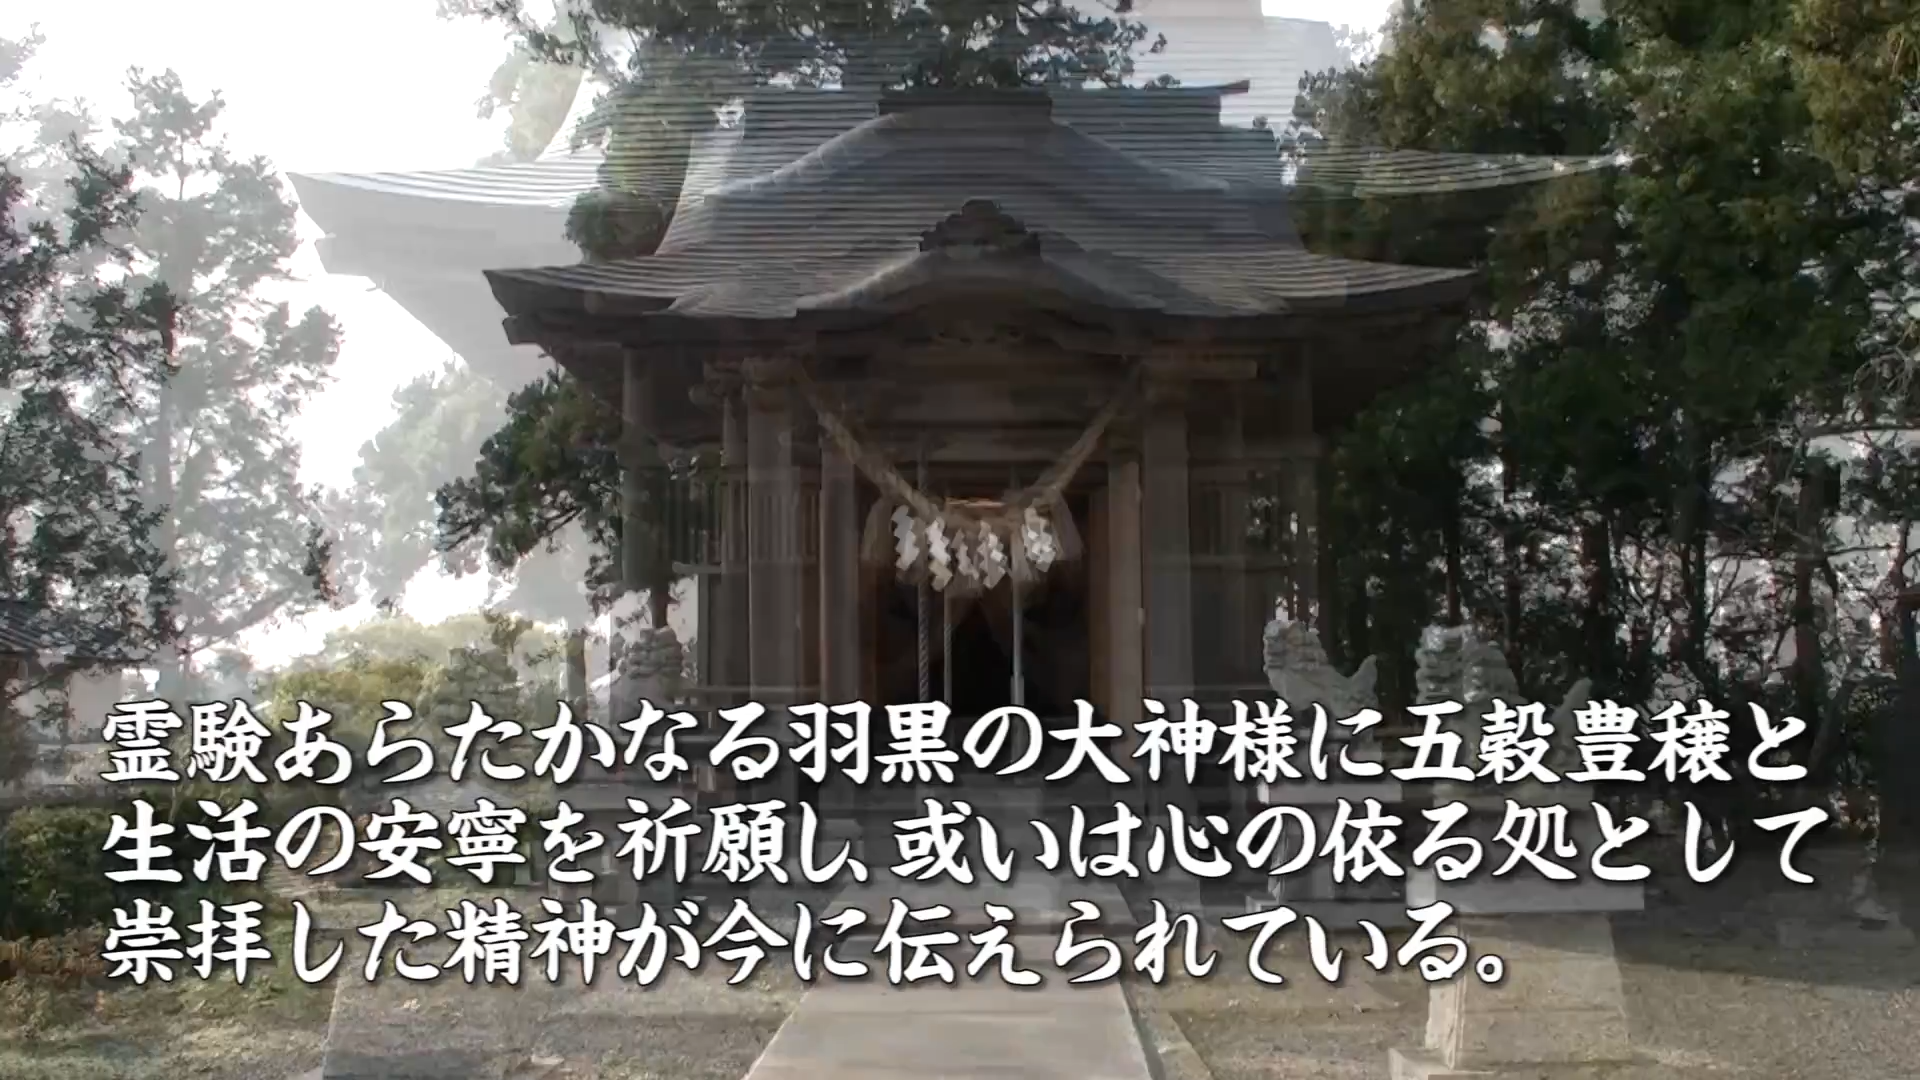 霊験あらたかなる羽黒の大神様に五穀豊穣と
生活の安寧を祈願し、或いは心の依る処として
崇拝した精神が今に伝えられている。